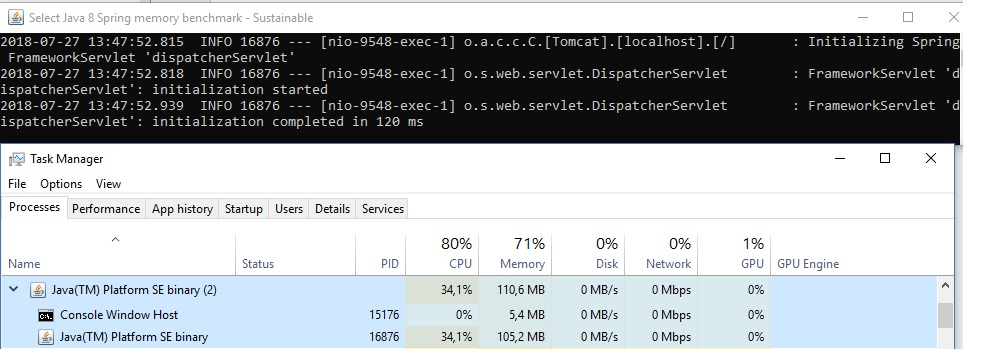 Select Java 8 Spring memory benchmark - Sustainable
2018-07-27 13:47:52.815  INFO 16876 --- [nio-9548-exec-1] o.a.c.c.C.[Tomcat].[localhost].[/]       : Initializing Spring
 FrameworkServlet 'dispatcherServlet'
2018-07-27 13:47:52.818  INFO 16876 --- [nio-9548-exec-1] o.s.web.servlet.DispatcherServlet        : FrameworkServlet 'd
ispatcherServlet': initialization started
2018-07-27 13:47:52.939  INFO 16876 --- [nio-9548-exec-1] o.s.web.servlet.DispatcherServlet        : FrameworkServlet 'd
ispatcherServlet': initialization completed in 120 ms
Task Manager
File Options View
Processes Performance App history Startup Users Details Services
80% 71% 0% 0% 1%
Name Status PID CPU Memory Disk Network GPU GPU Engine
Java(TM) Platform SE binary (2) 34,1% 110,6 MB 0 MB/s 0 Mbps 0%
Console Window Host 15176 0% 5,4 MB 0 MB/s 0 Mbps 0%
Java(TM) Platform SE binary 16876 34,1% 105,2 MB 0 MB/s 0 Mbps 0%